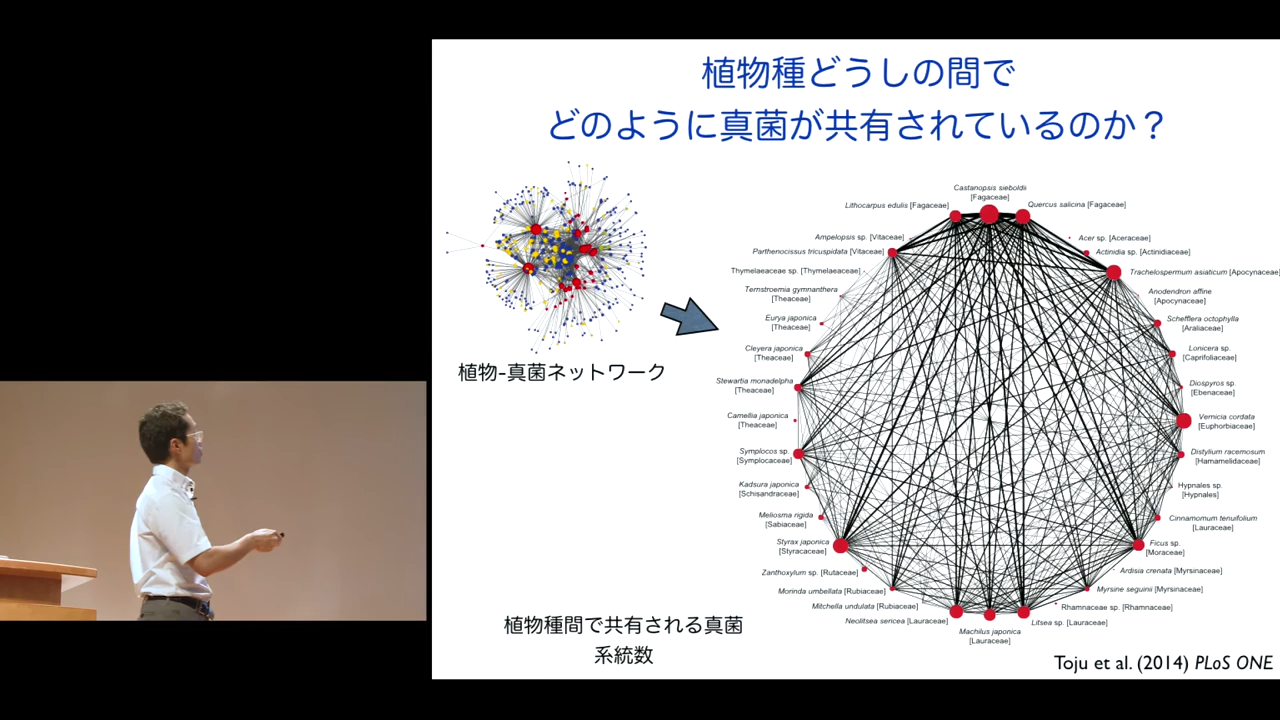 植物種どうしの間で
どのように真菌が共有されているのか？
植物-真菌ネットワーク
植物種間で共有される真菌
系統数
Castanopsis sieboldii
[Fagaceae]
Lithocarpus edulis [Fagaceae]
Quercus salicina [Fagaceae]
Ampelopsis sp. [Vitaceae]
Acer sp. [Aceraceae]
Parthenocissus tricuspidata [Vitaceae]
Actinidia sp. [Actinidiaceae]
Thymelaeaceae sp. [Thymelaeaceae]
Trachelospermum asiaticum [Apocynaceae]
Ternstroemia gymnanthera
[Theaceae]
Anodendron affine
[Apocynaceae]
Eurya japonica
[Theaceae]
Schefflera octophylla
[Araliaceae]
Cleyera japonica
[Theaceae]
Lonicera sp.
[Caprifoliaceae]
Stewartia monadelpha
[Theaceae]
Diospyros sp.
[Ebenaceae]
Camellia japonica
[Theaceae]
Vernicia cordata
[Euphorbiaceae]
Symplocos sp.
[Symplocaceae]
Distylium racemosum
[Hamamelidaceae]
Kadsura japonica
[Schisandraceae]
Hypnales sp.
[Hypnales]
Meliosma rigida
[Sabiaceae]
Cinnamomum tenuifolium
[Lauraceae]
Styrax japonica
[Styracaceae]
Ficus sp.
[Moraceae]
Zanthoxylum sp. [Rutaceae]
Ardisia crenata [Myrsinaceae]
Morinda umbellata [Rubiaceae]
Myrsine seguinii [Myrsinaceae]
Mitchella undulata [Rubiaceae]
Rhamnaceae sp. [Rhamnaceae]
Neolitsea sericea [Lauraceae]
Litsea sp. [Lauraceae]
Machilus japonica
[Lauraceae]
Toju et al. (2014) PLoS ONE